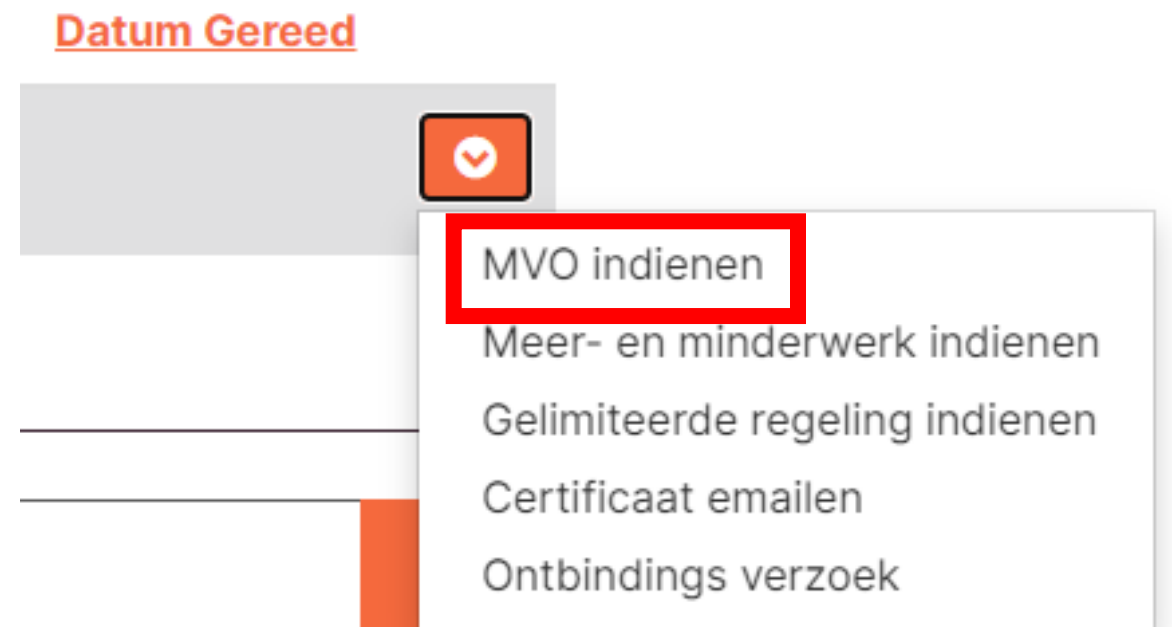 Datum Gereed
MVO indienen
Meer- en minderwerk indienen
Gelimiteerde regeling indienen
Certificaat emailen
Ontbindings verzoek